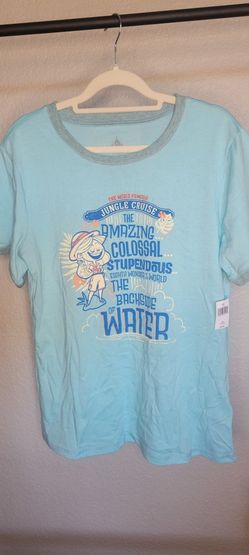 THE WORLD FAMOUS
JUNGLE CRUISE
THE
AMAZING
COLOSSAL...
STUPENDOUS
EIGHTH WONDER OF THE WORLD
THE
BACKSIDE
OF WATER